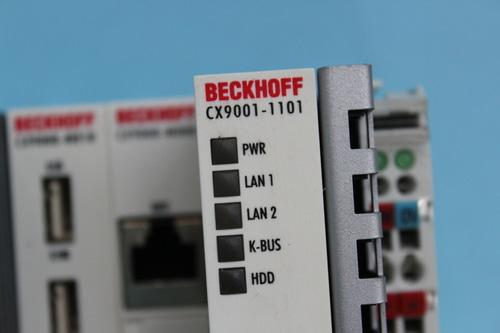 BECKHOFF
CX9001-1101
PWR
LAN 1
LAN 2
K-BUS
HDD
BECKHOFF
BECKHOFF